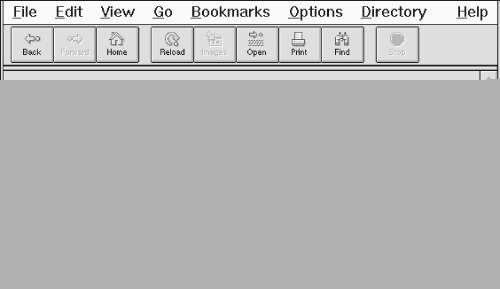 File Edit View Go Bookmarks Options Directory Help
Back Forward Home Reload Images Open Print Find Stop